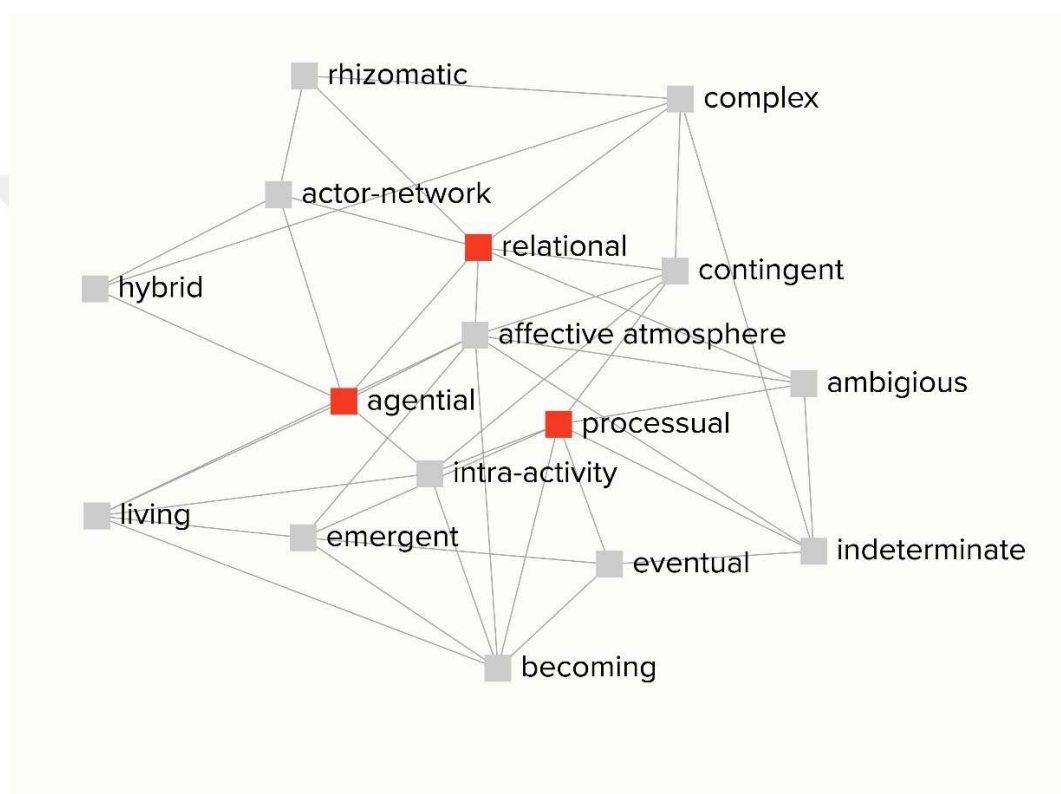 rhizomatic
complex
actor-network
relational
contingent
hybrid
affective atmosphere
ambigious
agential
processual
intra-activity
living
emergent
indeterminate
eventual
becoming